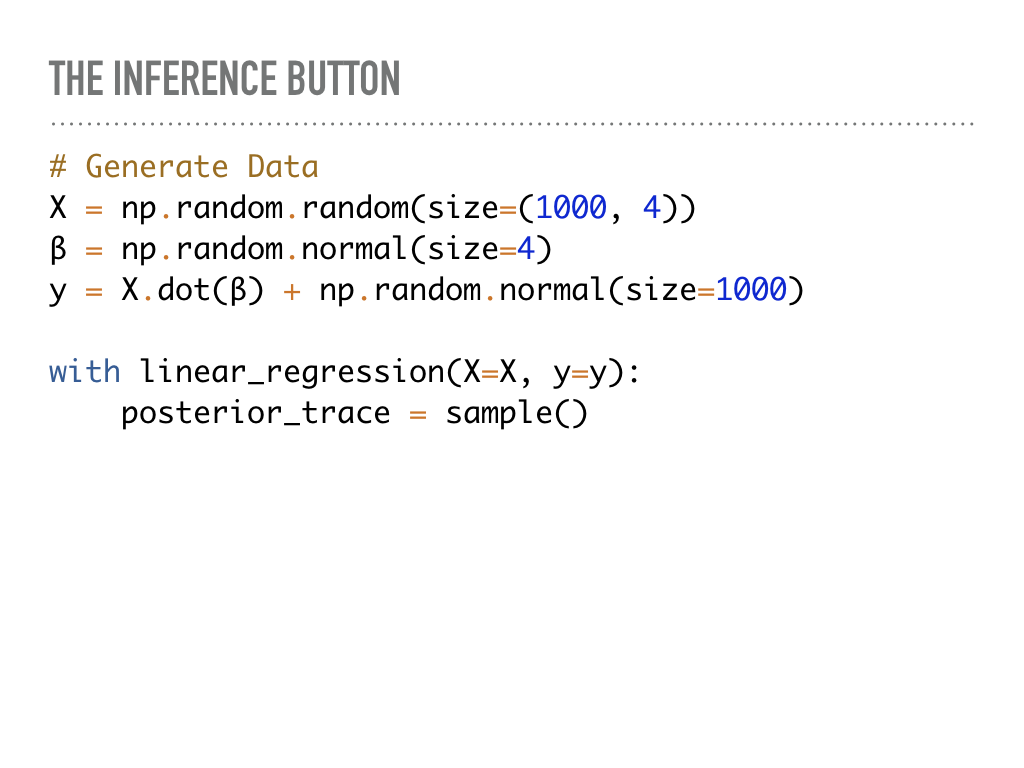 THE INFERENCE BUTTON
# Generate Data
X = np.random.random(size=(1000, 4))
β = np.random.normal(size=4)
y = X.dot(β) + np.random.normal(size=1000)
with linear_regression(X=X, y=y):
    posterior_trace = sample()